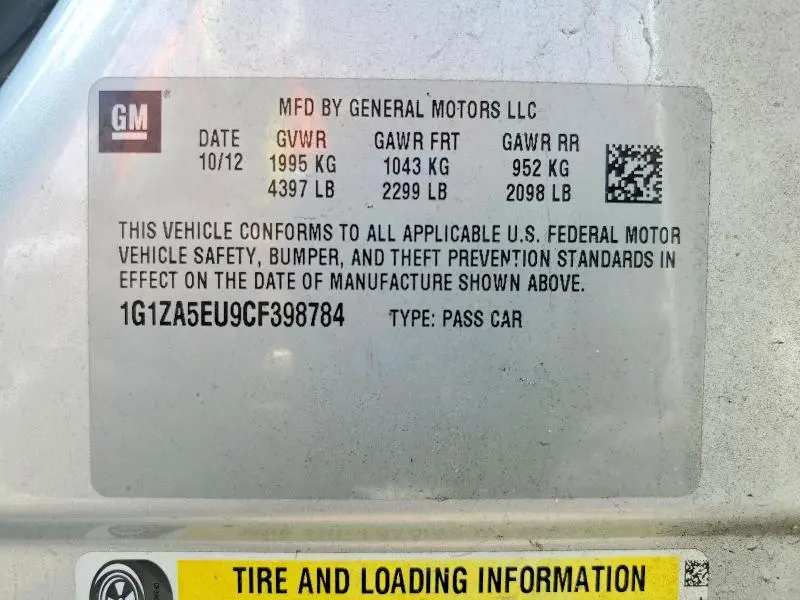 GM
MFD BY GENERAL MOTORS LLC
DATE GVWR GAWR FRT GAWR RR
10/12 1995 KG 1043 KG 952 KG
4397 LB 2299 LB 2098 LB
THIS VEHICLE CONFORMS TO ALL APPLICABLE U.S. FEDERAL MOTOR
VEHICLE SAFETY, BUMPER, AND THEFT PREVENTION STANDARDS IN
EFFECT ON THE DATE OF MANUFACTURE SHOWN ABOVE.
1G1ZA5EU9CF398784 TYPE: PASS CAR
TIRE AND LOADING INFORMATION